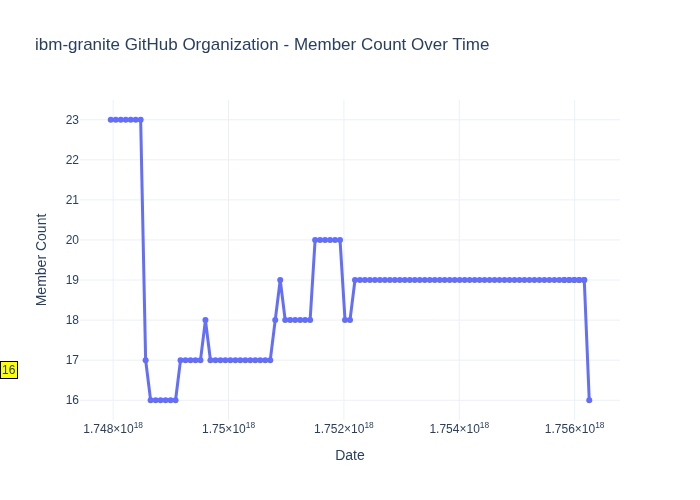 ibm-granite GitHub Organization - Member Count Over Time
23
22
21
20
19
18
17
16
16
Member Count
1.748×10¹⁸ 1.75×10¹⁸ 1.752×10¹⁸ 1.754×10¹⁸ 1.756×10¹⁸
Date